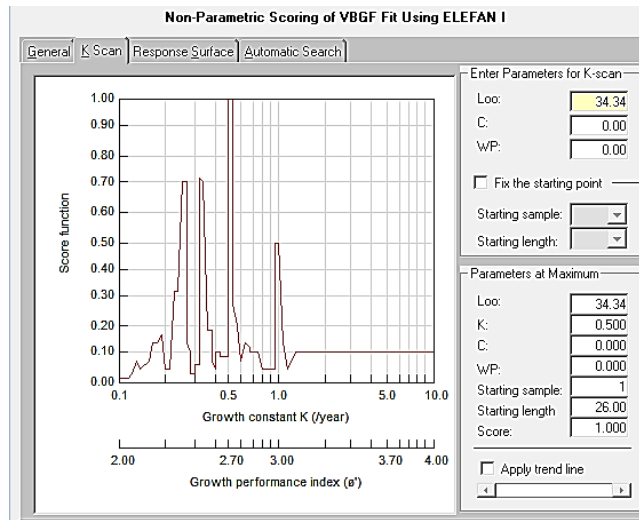 Non-Parametric Scoring of VBGF Fit Using ELEFAN I
General
K Scan
Response Surface
Automatic Search
Score function
1.00
0.90
0.80
0.70
0.60
0.50
0.40
0.30
0.20
0.10
0.00
0.1 0.5 1.0 5.0 10.0
Growth constant K (/year)
2.00 2.70 3.00 3.70 4.00
Growth performance index (ø')
Enter Parameters for K-scan
Loo: 34.34
C: 0.00
WP: 0.00
Fix the starting point
Starting sample:
Starting length:
Parameters at Maximum
Loo: 34.34
K: 0.500
C: 0.000
WP: 0.000
Starting sample: 1
Starting length 26.00
Score: 1.000
Apply trend line